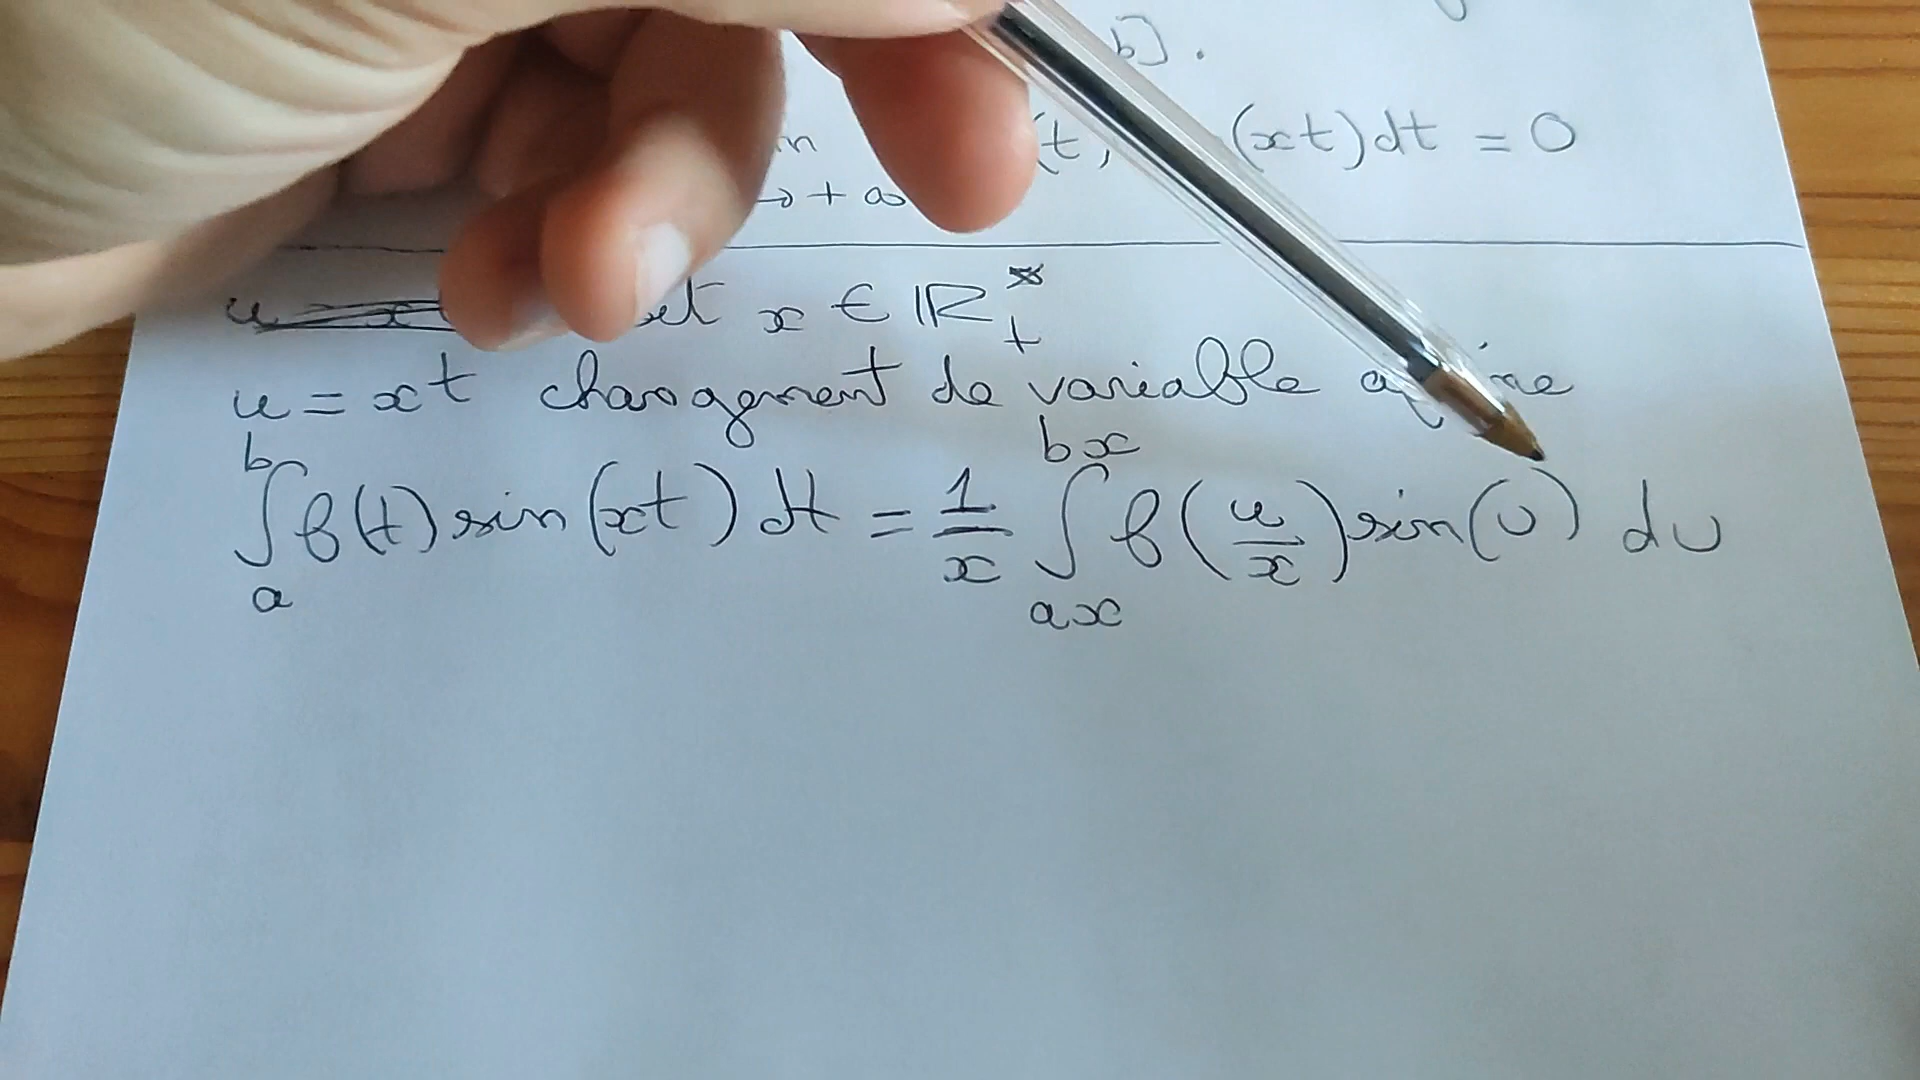 b].
(xt)dt = 0
→ + ∞
x ∈ ℝ₊*
u = xt changement de variable
∫ₐᵇ f(t) sin(xt) dt = 1/x ∫ₐₓᵇˣ f(u/x) sin(u) du